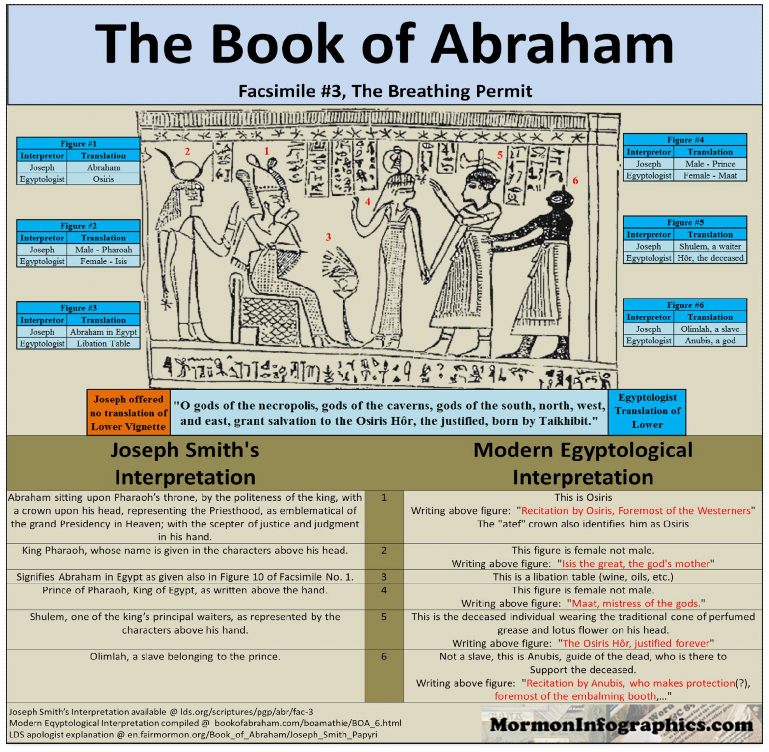 The Book of Abraham
Facsimile #3, The Breathing Permit
Figure #1
Interpretor Translation
Joseph Abraham
Egyptologist Osiris
Figure #2
Interpretor Translation
Joseph Male - Pharoah
Egyptologist Female - Isis
Figure #3
Interpretor Translation
Joseph Abraham in Egypt
Egyptologist Libation Table
2
1
3
4
5
6
Figure #4
Interpretor Translation
Joseph Male - Prince
Egyptologist Female - Maat
Figure #5
Interpretor Translation
Joseph Shulem, a waiter
Egyptologist Hôr, the deceased
Figure #6
Interpretor Translation
Joseph Olimlah, a slave
Egyptologist Anubis, a god
Joseph offered
no translation of
Lower Vignette
"O gods of the necropolis, gods of the caverns, gods of the south, north, west,
and east, grant salvation to the Osiris Hôr, the justified, born by Taikhibit."
Egyptologist
Translation of
Lower
Joseph Smith's
Interpretation
Modern Egyptological
Interpretation
Abraham sitting upon Pharaoh's throne, by the politeness of the king, with
a crown upon his head, representing the Priesthood, as emblematical of
the grand Presidency in Heaven; with the scepter of justice and judgment
in his hand.
1
This is Osiris
Writing above figure: "Recitation by Osiris, Foremost of the Westerners"
The "atef" crown also identifies him as Osiris
King Pharaoh, whose name is given in the characters above his head.
2
This figure is female not male.
Writing above figure: "Isis the great, the god's mother"
Signifies Abraham in Egypt as given also in Figure 10 of Facsimile No. 1.
3
This is a libation table (wine, oils, etc.)
Prince of Pharaoh, King of Egypt, as written above the hand.
4
This figure is female not male.
Writing above figure: "Maat, mistress of the gods."
Shulem, one of the king's principal waiters, as represented by the
characters above his hand.
5
This is the deceased individual wearing the traditional cone of perfumed
grease and lotus flower on his head.
Writing above figure: "The Osiris Hôr, justified forever"
Olimlah, a slave belonging to the prince.
6
Not a slave, this is Anubis, guide of the dead, who is there to
Support the deceased.
Writing above figure: "Recitation by Anubis, who makes protection(?),
foremost of the embalming booth,..."
Joseph Smith's Interpretation available @ lds.org/scriptures/pgp/abr/fac-3
Modern Egyptological Interpretation compiled @ bookofabraham.com/boamathie/BOA_6.html
LDS apologist explanation @ en.fairmormon.org/Book_of_Abraham/Joseph_Smith_Papyri
MormonInfographics.com